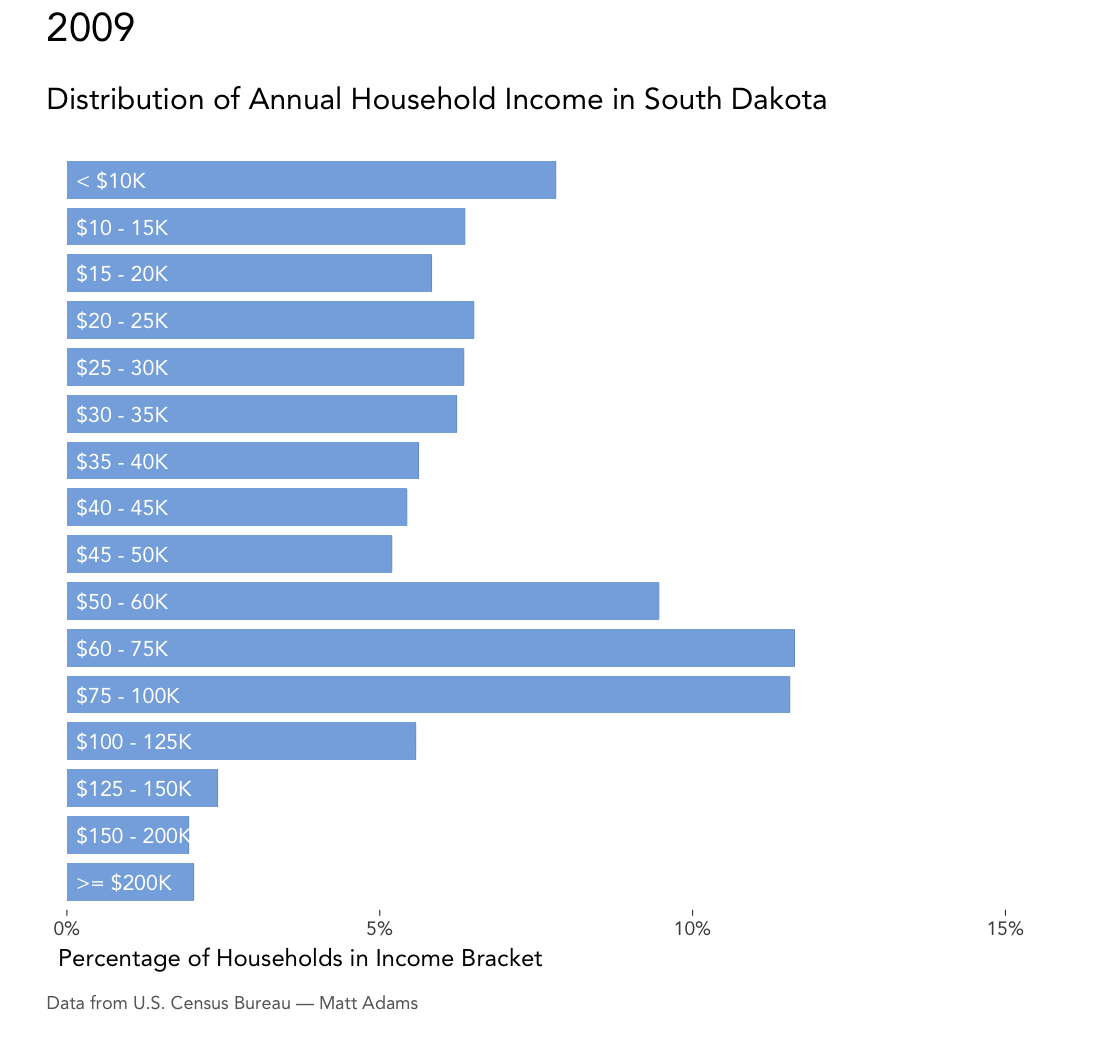 2009
Distribution of Annual Household Income in South Dakota
< $10K
$10 - 15K
$15 - 20K
$20 - 25K
$25 - 30K
$30 - 35K
$35 - 40K
$40 - 45K
$45 - 50K
$50 - 60K
$60 - 75K
$75 - 100K
$100 - 125K
$125 - 150K
$150 - 200K
>= $200K
0% 5% 10% 15%
Percentage of Households in Income Bracket
Data from U.S. Census Bureau — Matt Adams